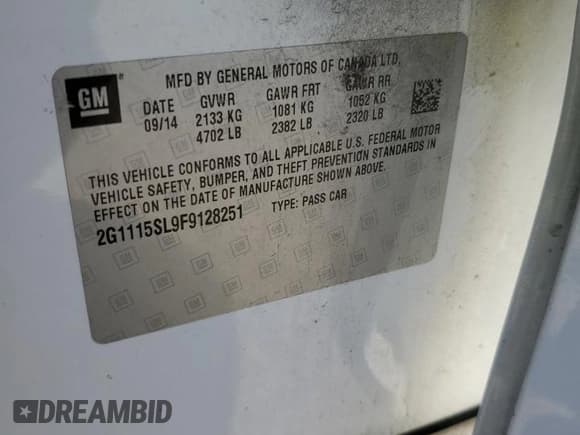 GM
MFD BY GENERAL MOTORS OF CANADA LTD.
DATE GVWR GAWR FRT GAWR RR
09/14 2133 KG 1081 KG 1052 KG
4702 LB 2382 LB 2320 LB
THIS VEHICLE CONFORMS TO ALL APPLICABLE U.S. FEDERAL MOTOR
VEHICLE SAFETY, BUMPER, AND THEFT PREVENTION STANDARDS IN
EFFECT ON THE DATE OF MANUFACTURE SHOWN ABOVE.
2G1115SL9F9128251 TYPE: PASS CAR
DREAMBID